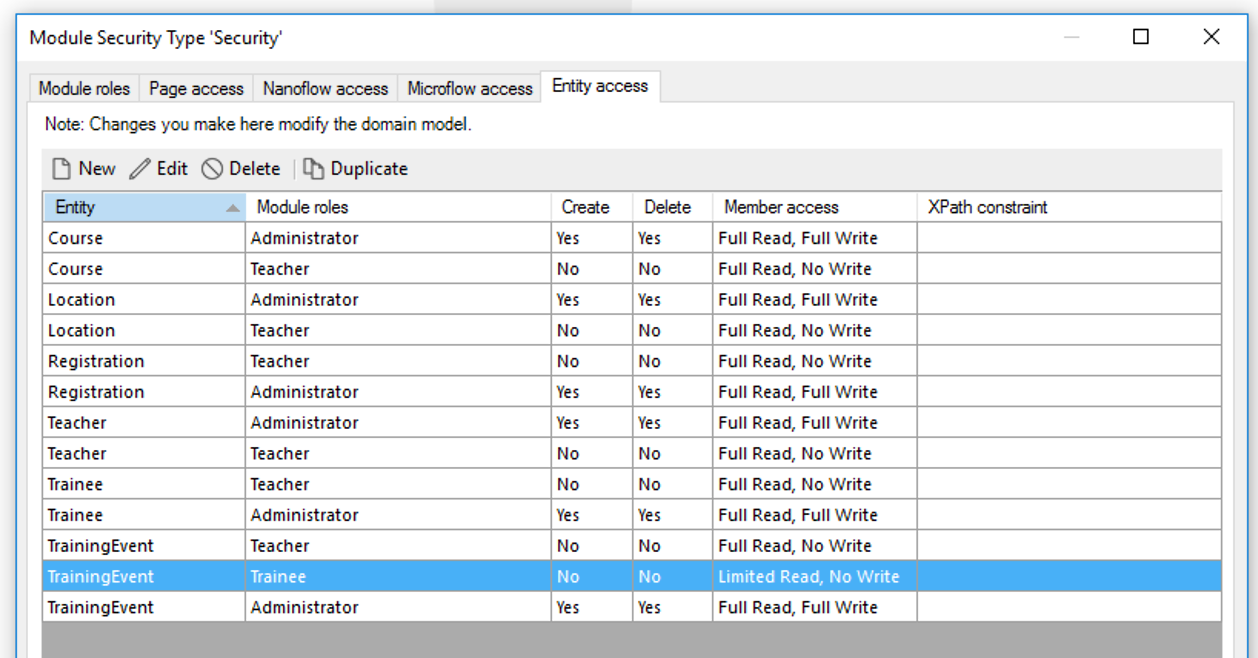 Module Security Type 'Security'
Module roles Page access Nanoflow access Microflow access Entity access
Note: Changes you make here modify the domain model.
New Edit Delete Duplicate
Entity Module roles Create Delete Member access XPath constraint
Course Administrator Yes Yes Full Read, Full Write
Course Teacher No No Full Read, No Write
Location Administrator Yes Yes Full Read, Full Write
Location Teacher No No Full Read, No Write
Registration Teacher No No Full Read, No Write
Registration Administrator Yes Yes Full Read, Full Write
Teacher Administrator Yes Yes Full Read, Full Write
Teacher Teacher No No Full Read, No Write
Trainee Teacher No No Full Read, No Write
Trainee Administrator Yes Yes Full Read, Full Write
TrainingEvent Teacher No No Full Read, No Write
TrainingEvent Trainee No No Limited Read, No Write
TrainingEvent Administrator Yes Yes Full Read, Full Write